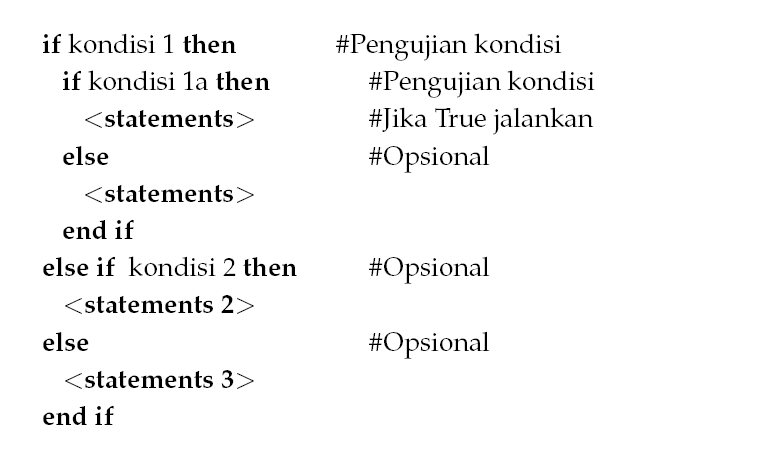 if kondisi 1 then #Pengujian kondisi
if kondisi 1a then #Pengujian kondisi
<statements> #Jika True jalankan
else #Opsional
<statements>
end if
else if kondisi 2 then #Opsional
<statements 2>
else #Opsional
<statements 3>
end if